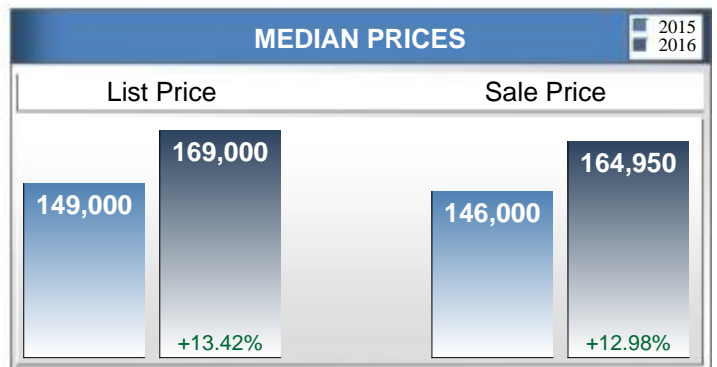 MEDIAN PRICES
2015
2016
List Price
Sale Price
149,000
169,000
+13.42%
146,000
164,950
+12.98%